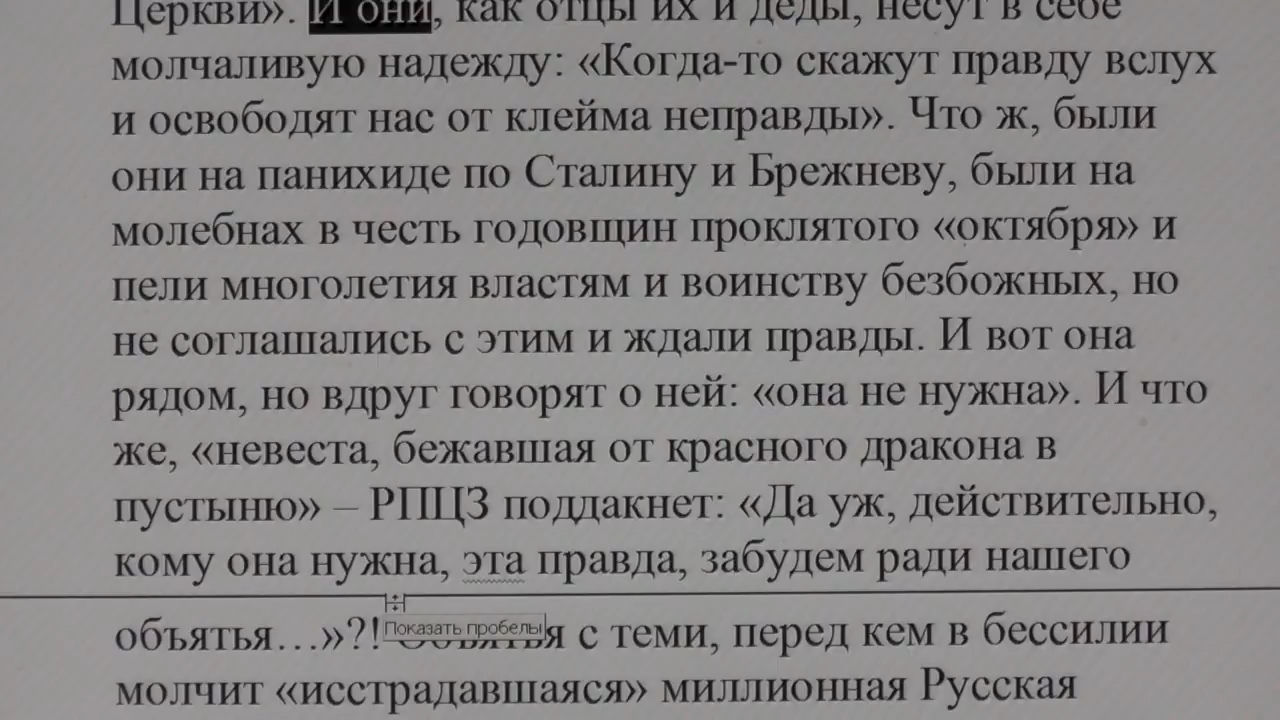 Церкви». И они, как отцы их и деды, несут в себе
молчаливую надежду: «Когда-то скажут правду вслух
и освободят нас от клейма неправды». Что ж, были
они на панихиде по Сталину и Брежневу, были на
молебнах в честь годовщин проклятого «октября» и
пели многолетия властям и воинству безбожных, но
не соглашались с этим и ждали правды. И вот она
рядом, но вдруг говорят о ней: «она не нужна». И что
же, «невеста, бежавшая от красного дракона в
пустыню» – РПЦЗ поддакнет: «Да уж, действительно,
кому она нужна, эта правда, забудем ради нашего
объятья…»?! Объятья с теми, перед кем в бессилии
Показать пробелы
молчит «исстрадавшаяся» миллионная Русская